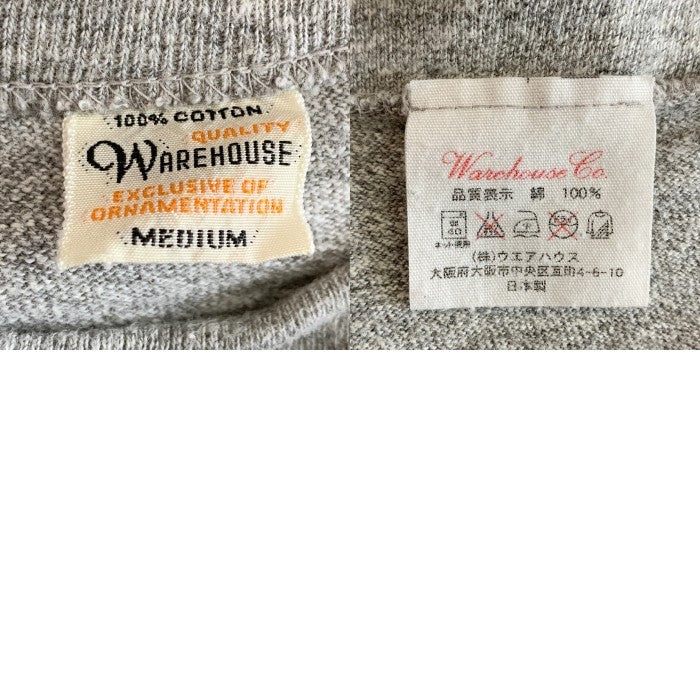 100% COTTON
QUALITY
WAREHOUSE
EXCLUSIVE OF
ORNAMENTATION
MEDIUM
Warehouse Co.
品質表示 綿 100%
40
ネット使用
(株)ウエアハウス
大阪府大阪市中央区瓦町4-6-10
日本製